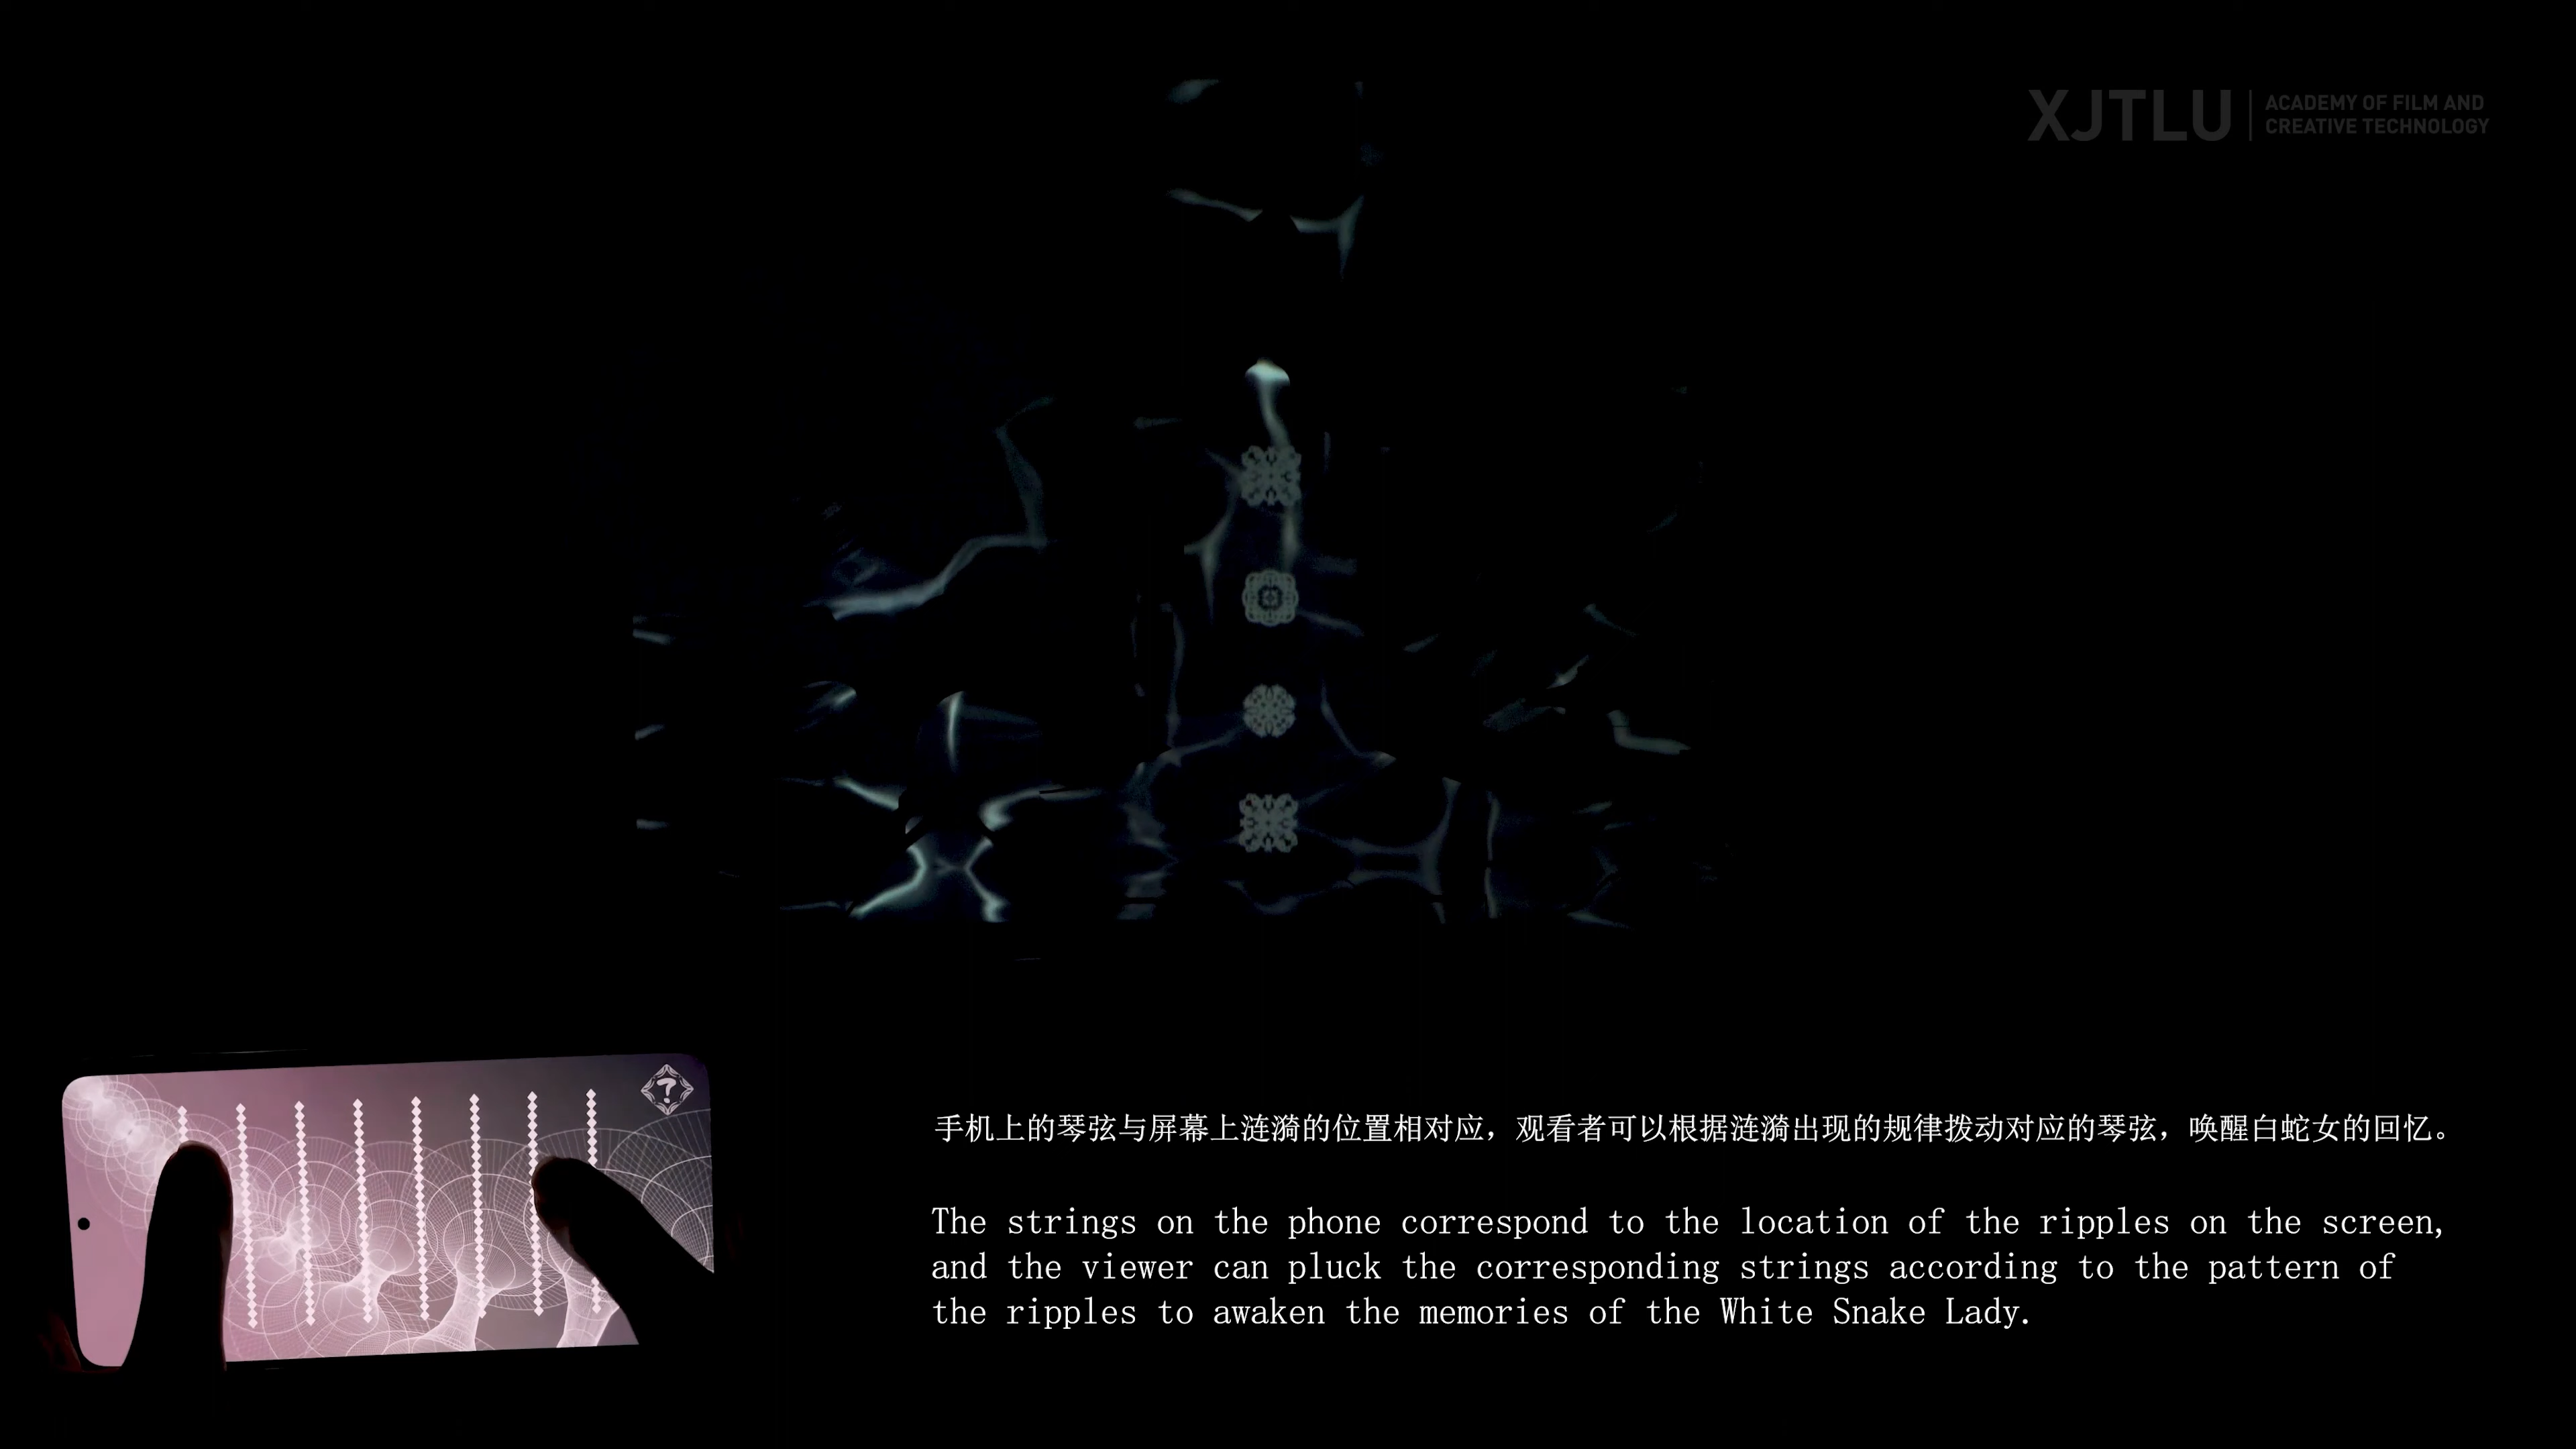 XJTLU
ACADEMY OF FILM AND
CREATIVE TECHNOLOGY
?
手机上的琴弦与屏幕上涟漪的位置相对应，观看者可以根据涟漪出现的规律拨动对应的琴弦，唤醒白蛇女的回忆。
The strings on the phone correspond to the location of the ripples on the screen,
and the viewer can pluck the corresponding strings according to the pattern of
the ripples to awaken the memories of the White Snake Lady.